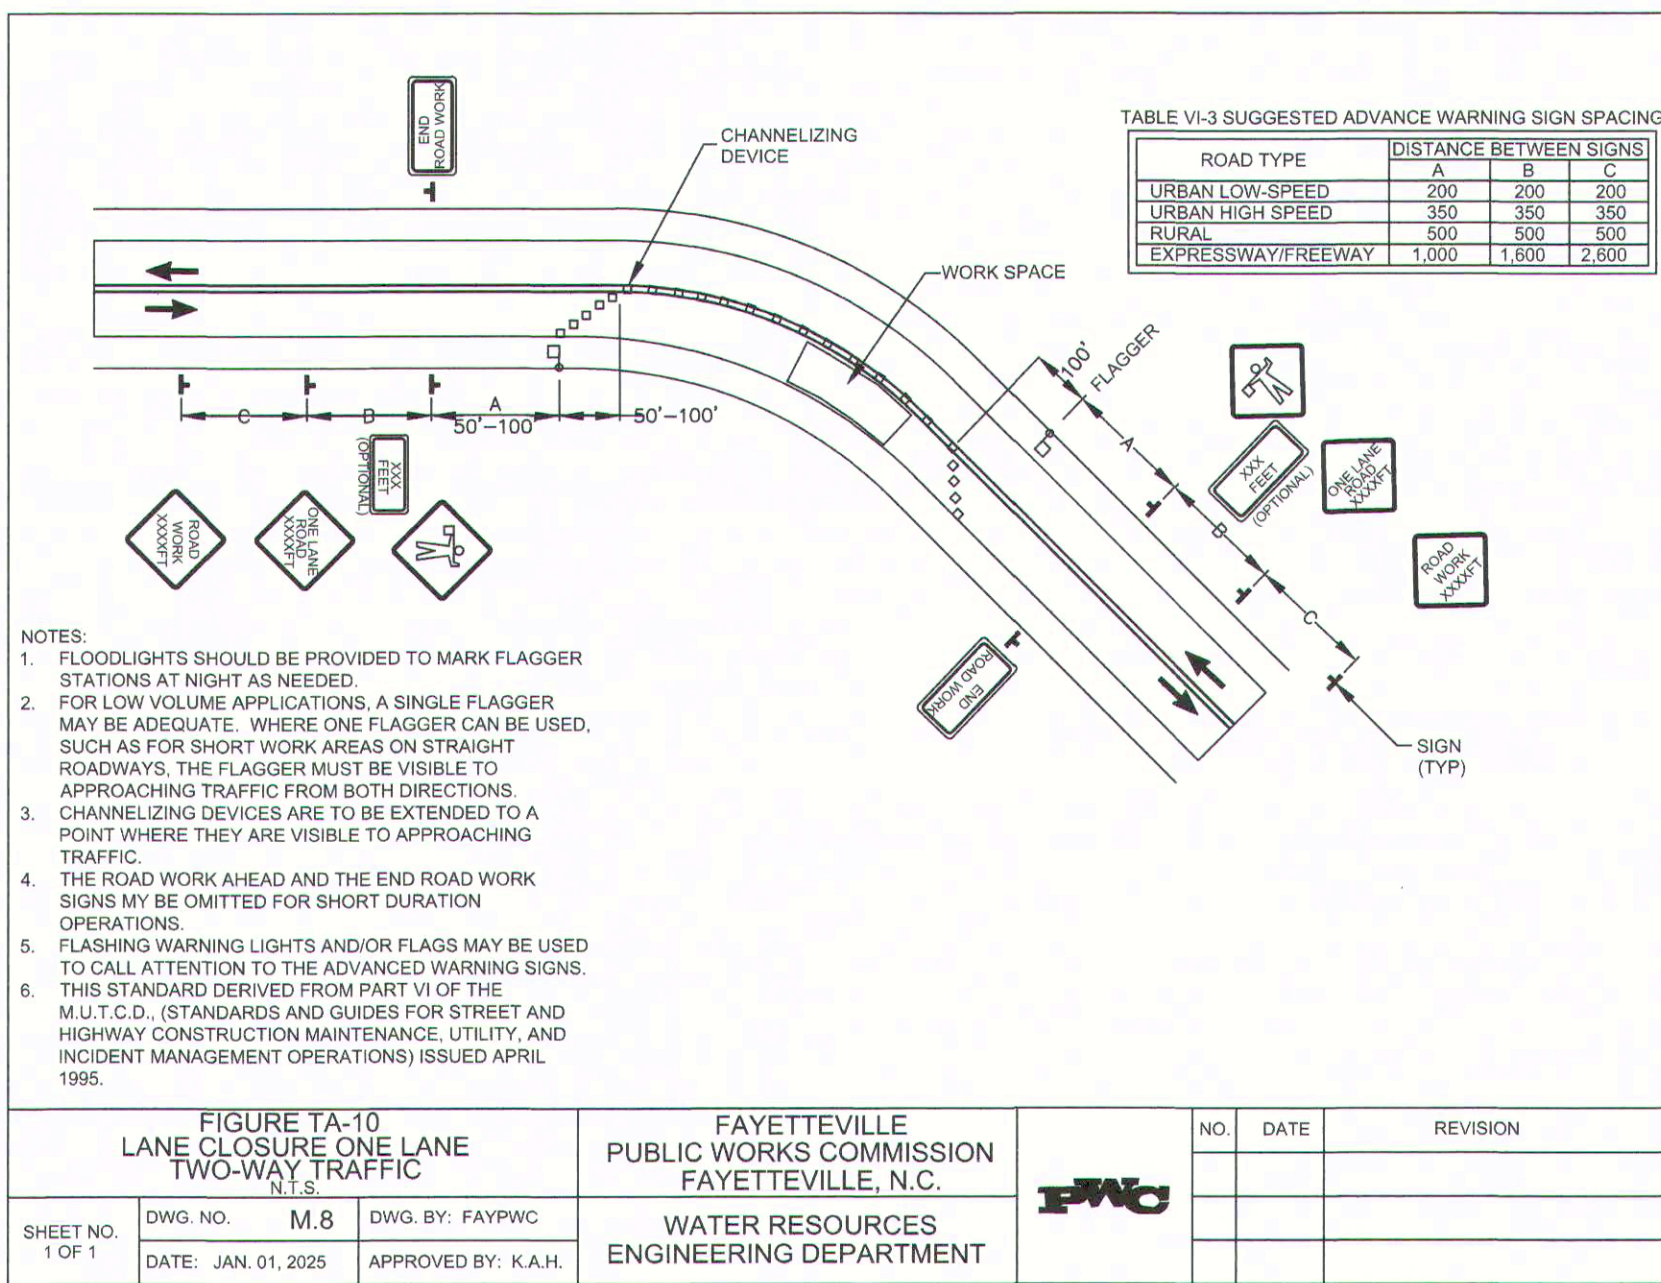 END
ROAD WORK
CHANNELIZING
DEVICE
WORK SPACE
TABLE VI-3 SUGGESTED ADVANCE WARNING SIGN SPACING
ROAD TYPE
DISTANCE BETWEEN SIGNS
A B C
URBAN LOW-SPEED 200 200 200
URBAN HIGH SPEED 350 350 350
RURAL 500 500 500
EXPRESSWAY/FREEWAY 1,000 1,600 2,600
100'
FLAGGER
A
B
C
XXX
FEET
(OPTIONAL)
ONE LANE
ROAD
XXXXFT
ROAD
WORK
XXXXFT
SIGN
(TYP)
END
ROAD WORK
C B A
50'-100'
50'-100'
XXX
FEET
(OPTIONAL)
ROAD
WORK
XXXXFT
ONE LANE
ROAD
XXXXFT
NOTES:
1. FLOODLIGHTS SHOULD BE PROVIDED TO MARK FLAGGER
STATIONS AT NIGHT AS NEEDED.
2. FOR LOW VOLUME APPLICATIONS, A SINGLE FLAGGER
MAY BE ADEQUATE. WHERE ONE FLAGGER CAN BE USED,
SUCH AS FOR SHORT WORK AREAS ON STRAIGHT
ROADWAYS, THE FLAGGER MUST BE VISIBLE TO
APPROACHING TRAFFIC FROM BOTH DIRECTIONS.
3. CHANNELIZING DEVICES ARE TO BE EXTENDED TO A
POINT WHERE THEY ARE VISIBLE TO APPROACHING
TRAFFIC.
4. THE ROAD WORK AHEAD AND THE END ROAD WORK
SIGNS MY BE OMITTED FOR SHORT DURATION
OPERATIONS.
5. FLASHING WARNING LIGHTS AND/OR FLAGS MAY BE USED
TO CALL ATTENTION TO THE ADVANCED WARNING SIGNS.
6. THIS STANDARD DERIVED FROM PART VI OF THE
M.U.T.C.D., (STANDARDS AND GUIDES FOR STREET AND
HIGHWAY CONSTRUCTION MAINTENANCE, UTILITY, AND
INCIDENT MANAGEMENT OPERATIONS) ISSUED APRIL
1995.
FIGURE TA-10
LANE CLOSURE ONE LANE
TWO-WAY TRAFFIC
N.T.S.
SHEET NO.
1 OF 1
DWG. NO. M.8
DWG. BY: FAYPWC
DATE: JAN. 01, 2025
APPROVED BY: K.A.H.
FAYETTEVILLE
PUBLIC WORKS COMMISSION
FAYETTEVILLE, N.C.
WATER RESOURCES
ENGINEERING DEPARTMENT
PWC
NO. DATE REVISION